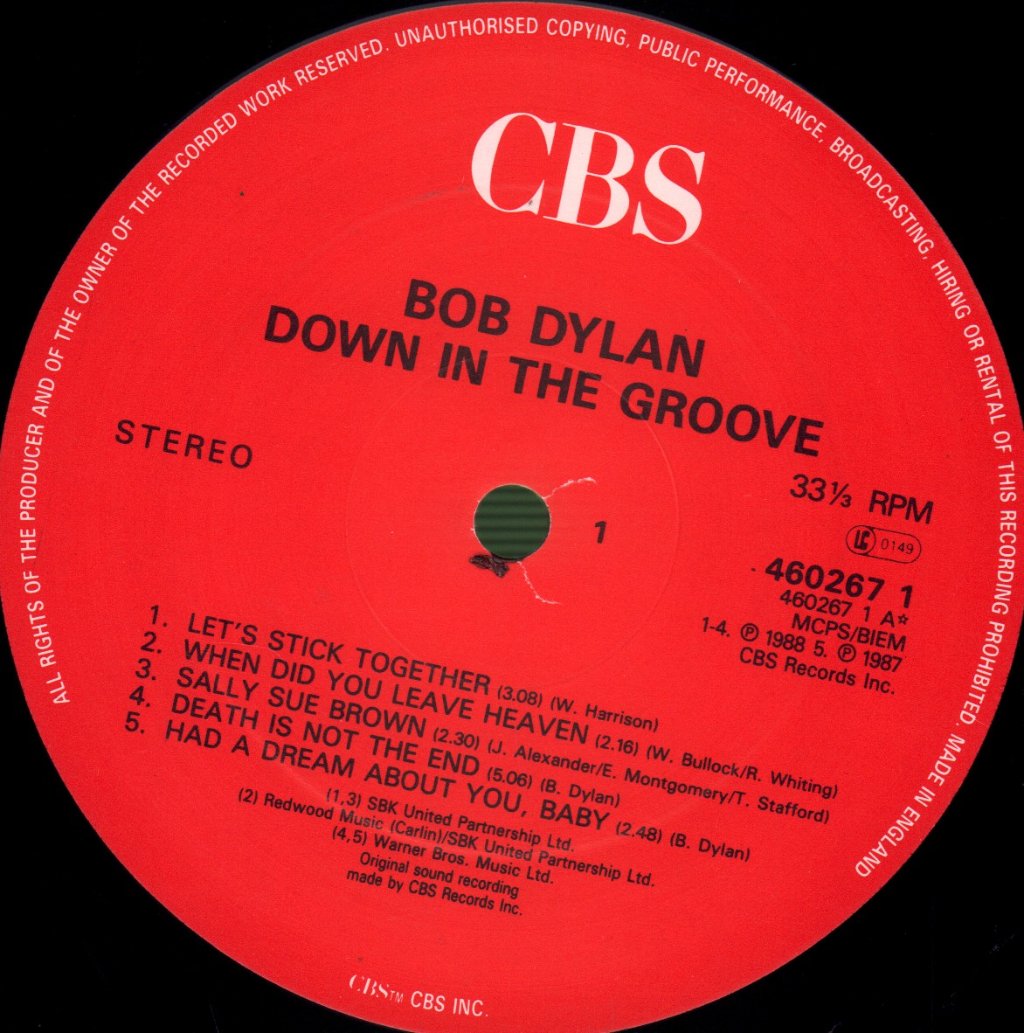 ALL RIGHTS OF THE PRODUCER AND OF THE OWNER OF THE RECORDED WORK RESERVED. UNAUTHORISED COPYING, PUBLIC PERFORMANCE, BROADCASTING, HIRING OR RENTAL OF THIS RECORDING PROHIBITED. MADE IN ENGLAND
CBS
BOB DYLAN
DOWN IN THE GROOVE
STEREO
33⅓ RPM
1
LC 0149
460267 1
460267 1 A☆
MCPS/BIEM
1-4. ℗ 1988 5. ℗ 1987
CBS Records Inc.
1. LET'S STICK TOGETHER (3.08) (W. Harrison)
2. WHEN DID YOU LEAVE HEAVEN (2.16) (W. Bullock/R. Whiting)
3. SALLY SUE BROWN (2.30) (J. Alexander/E. Montgomery/T. Stafford)
4. DEATH IS NOT THE END (5.06) (B. Dylan)
5. HAD A DREAM ABOUT YOU, BABY (2.48) (B. Dylan)
(1,3) SBK United Partnership Ltd.
(2) Redwood Music (Carlin)/SBK United Partnership Ltd.
(4,5) Warner Bros. Music Ltd.
Original sound recording
made by CBS Records Inc.
CBS™ CBS INC.